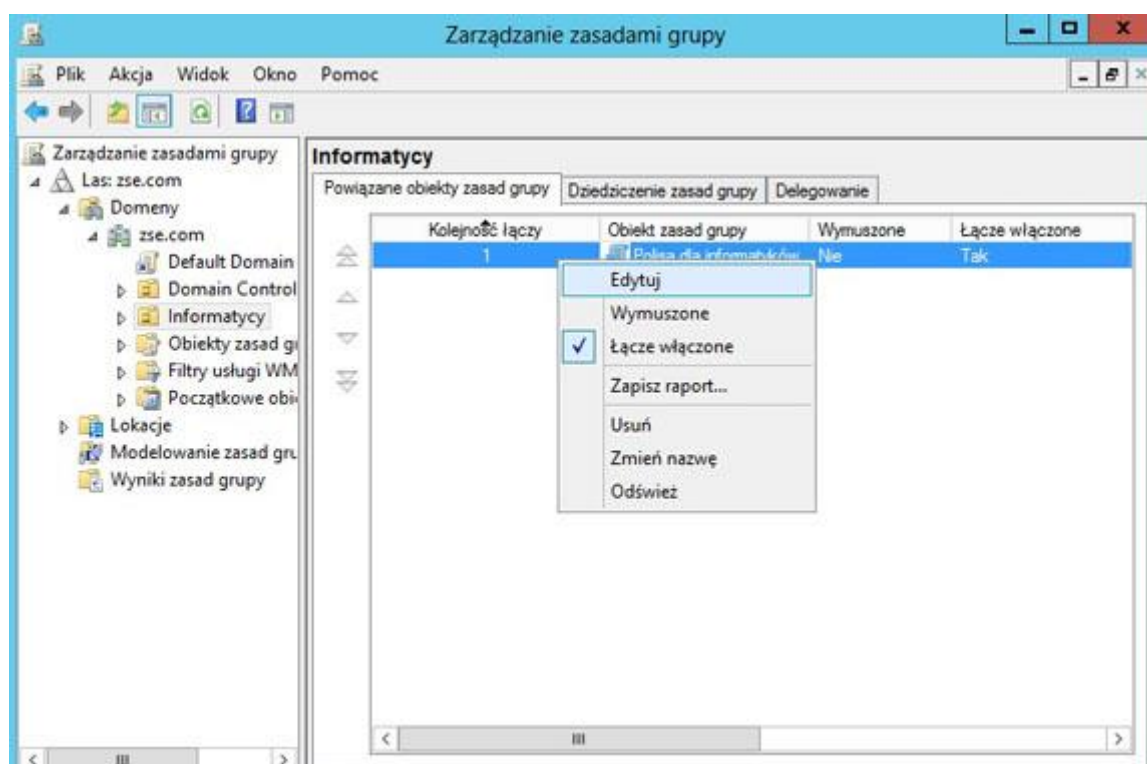 Zarządzanie zasadami grupy
Plik Akcja Widok Okno Pomoc
Zarządzanie zasadami grupy
Las: zse.com
Domeny
zse.com
Default Domain
Domain Control
Informatycy
Obiekty zasad g
Filtry usługi WM
Początkowe obi
Lokacje
Modelowanie zasad gru
Wyniki zasad grupy
Informatycy
Powiązane obiekty zasad grupy Dziedziczenie zasad grupy Delegowanie
Kolejność łączy Obiekt zasad grupy Wymuszone Łącze włączone
1 Polisa dla informatyków Nie Tak
Edytuj
Wymuszone
Łącze włączone
Zapisz raport...
Usuń
Zmień nazwę
Odśwież